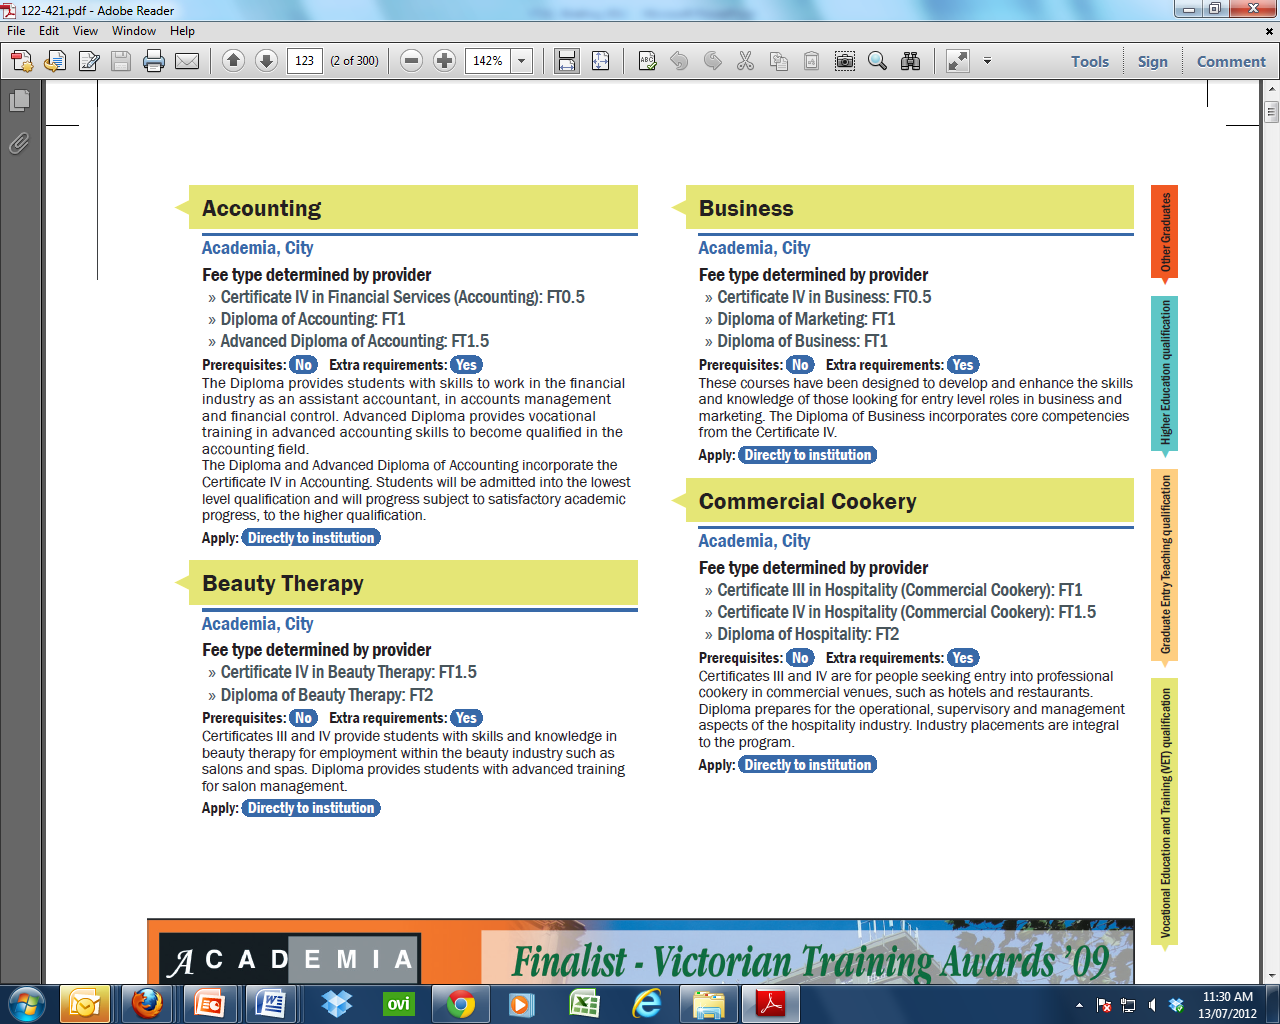 122-421.pdf - Adobe Reader
File Edit View Window Help
123 (2 of 300) 142% Tools Sign Comment
Accounting
Academia, City
Fee type determined by provider
» Certificate IV in Financial Services (Accounting): FT0.5
» Diploma of Accounting: FT1
» Advanced Diploma of Accounting: FT1.5
Prerequisites: No Extra requirements: Yes
The Diploma provides students with skills to work in the financial
industry as an assistant accountant, in accounts management
and financial control. Advanced Diploma provides vocational
training in advanced accounting skills to become qualified in the
accounting field.
The Diploma and Advanced Diploma of Accounting incorporate the
Certificate IV in Accounting. Students will be admitted into the lowest
level qualification and will progress subject to satisfactory academic
progress, to the higher qualification.
Apply: Directly to institution
Beauty Therapy
Academia, City
Fee type determined by provider
» Certificate IV in Beauty Therapy: FT1.5
» Diploma of Beauty Therapy: FT2
Prerequisites: No Extra requirements: Yes
Certificates III and IV provide students with skills and knowledge in
beauty therapy for employment within the beauty industry such as
salons and spas. Diploma provides students with advanced training
for salon management.
Apply: Directly to institution
Business
Academia, City
Fee type determined by provider
» Certificate IV in Business: FT0.5
» Diploma of Marketing: FT1
» Diploma of Business: FT1
Prerequisites: No Extra requirements: Yes
These courses have been designed to develop and enhance the skills
and knowledge of those looking for entry level roles in business and
marketing. The Diploma of Business incorporates core competencies
from the Certificate IV.
Apply: Directly to institution
Commercial Cookery
Academia, City
Fee type determined by provider
» Certificate III in Hospitality (Commercial Cookery): FT1
» Certificate IV in Hospitality (Commercial Cookery): FT1.5
» Diploma of Hospitality: FT2
Prerequisites: No Extra requirements: Yes
Certificates III and IV are for people seeking entry into professional
cookery in commercial venues, such as hotels and restaurants.
Diploma prepares for the operational, supervisory and management
aspects of the hospitality industry. Industry placements are integral
to the program.
Apply: Directly to institution
Other Graduates
Higher Education qualification
Graduate Entry Teaching qualification
Vocational Education and Training (VET) qualification
ACADEMIA
Finalist - Victorian Training Awards '09
ovi
11:30 AM
13/07/2012